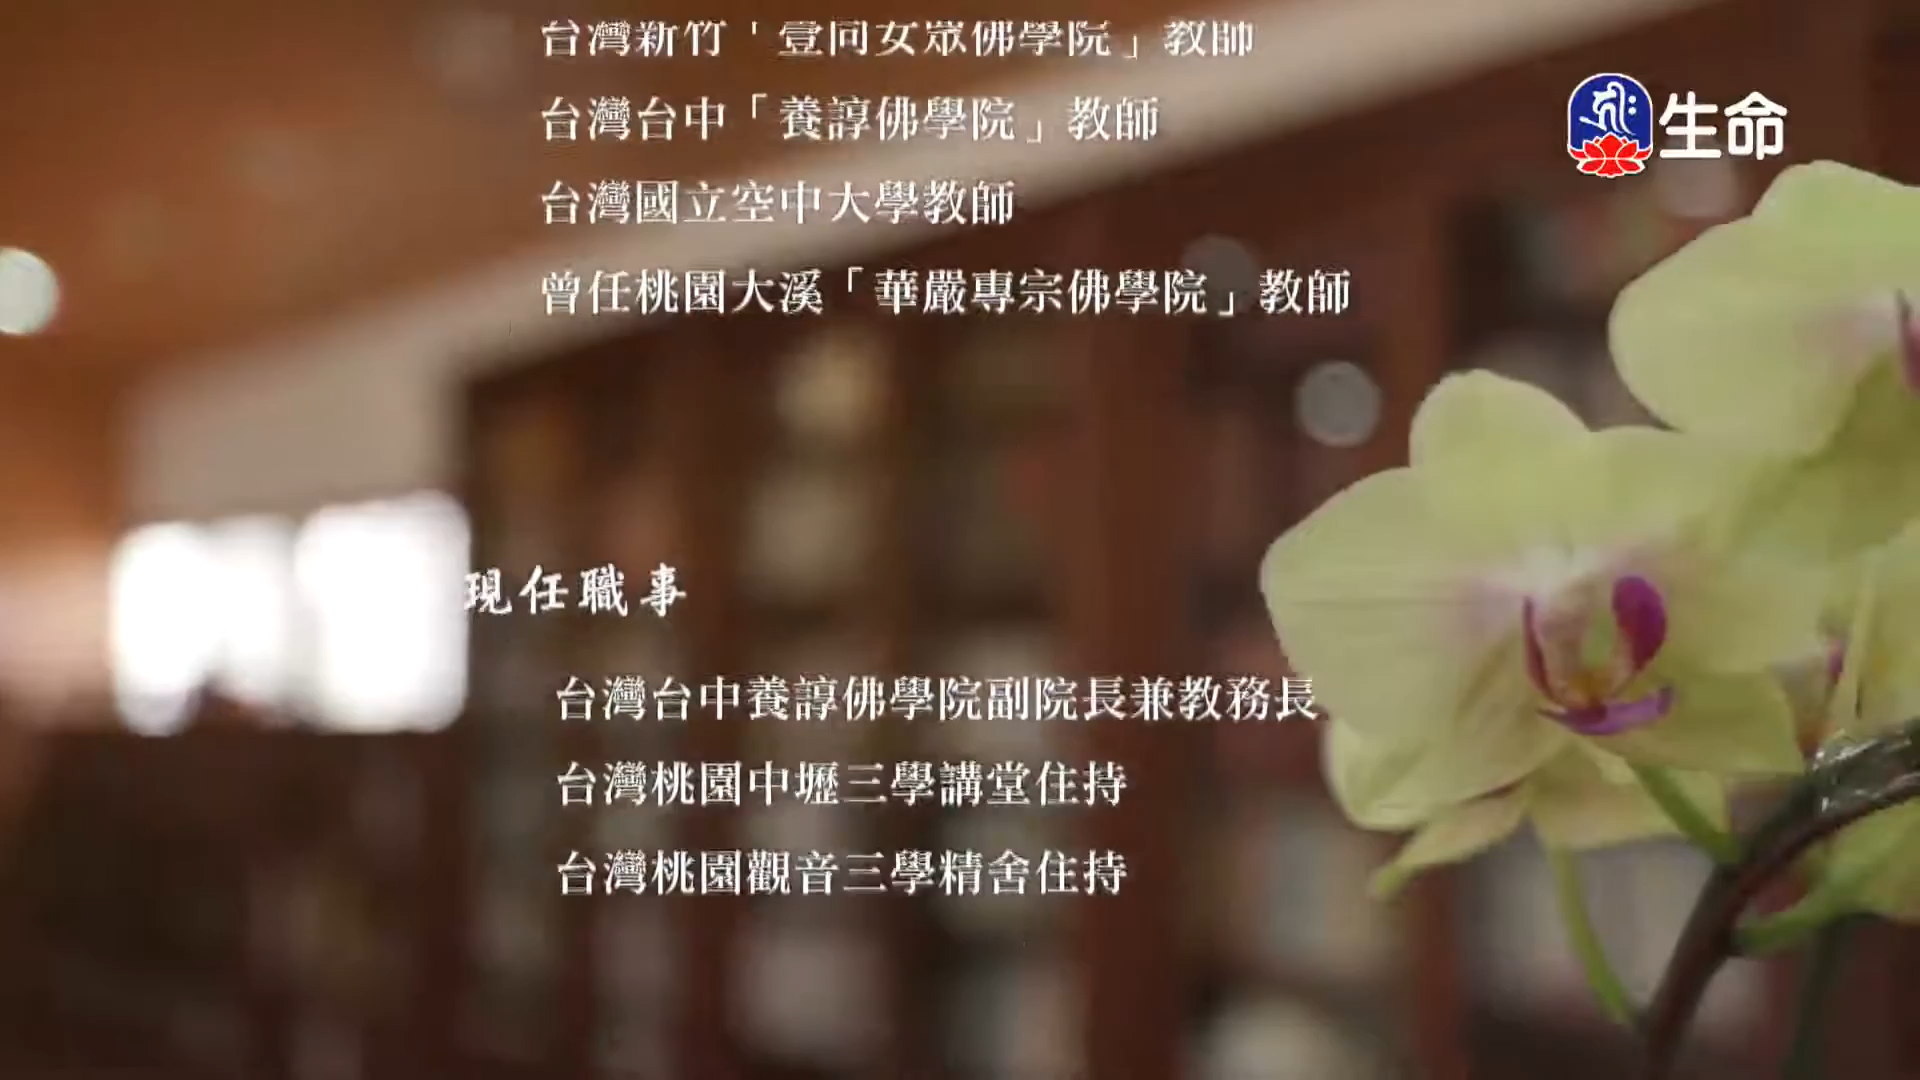 台灣新竹「壹同女眾佛學院」教師
台灣台中「養諄佛學院」教師
生命
台灣國立空中大學教師
曾任桃園大溪「華嚴專宗佛學院」教師
現任職事
台灣台中養諄佛學院副院長兼教務長
台灣桃園中壢三學講堂住持
台灣桃園觀音三學精舍住持